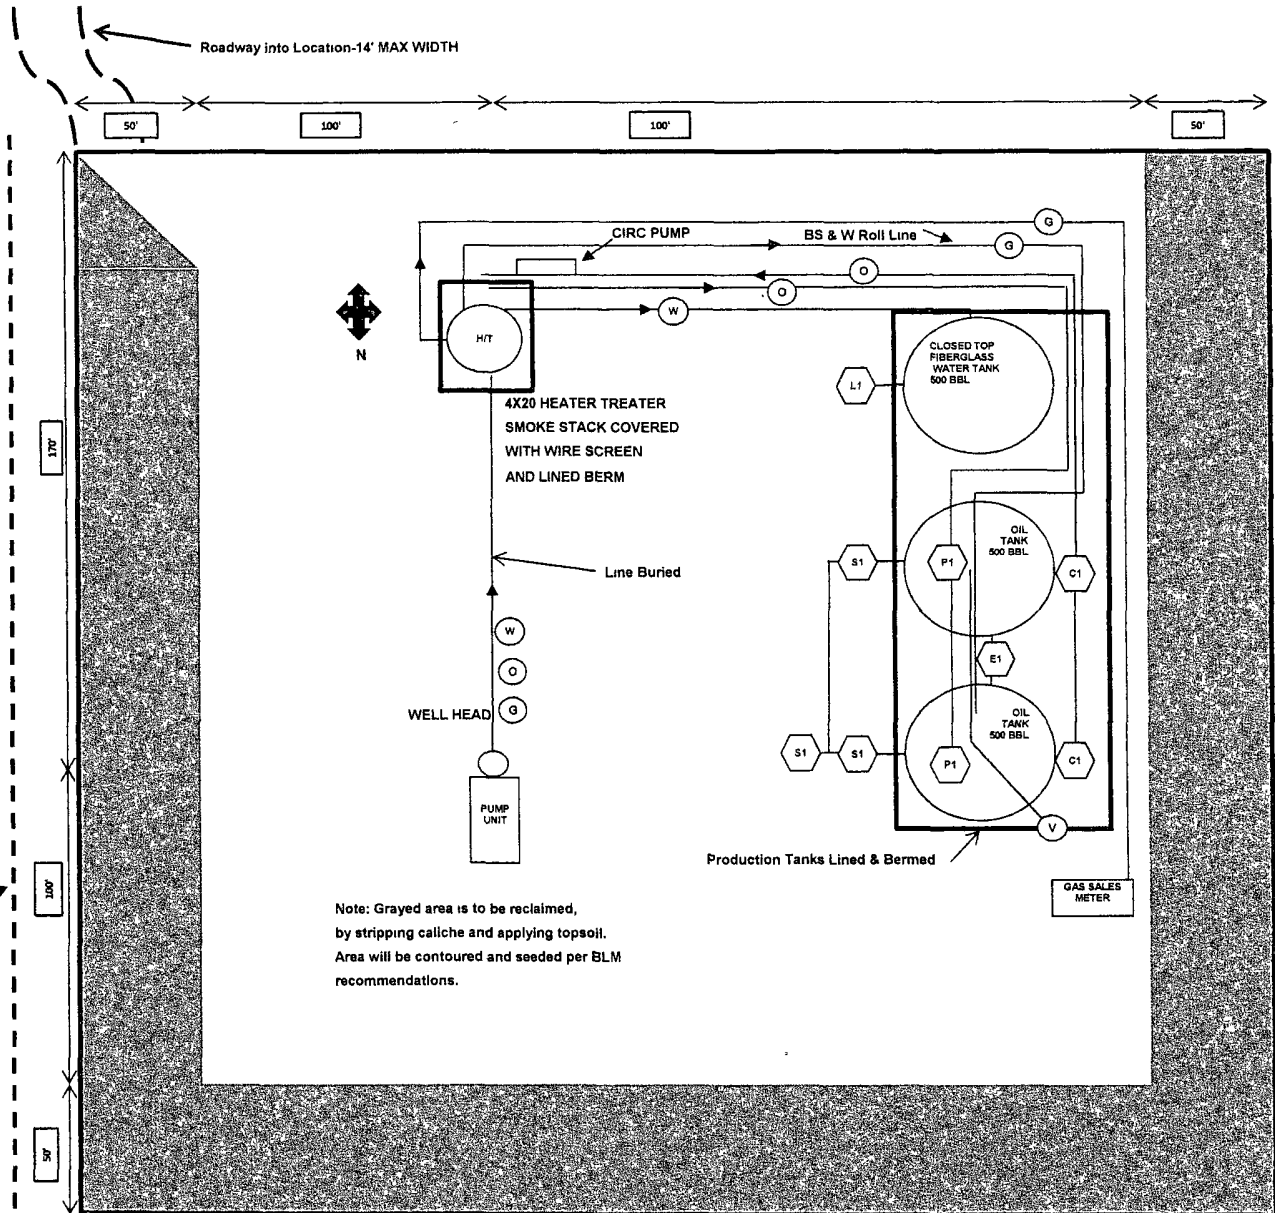 Roadway into Location-14' MAX WIDTH
50'
100'
100'
50'
G
CIRC PUMP
BS & W Roll Line
G
O
O
W
N
H/T
CLOSED TOP
FIBERGLASS
WATER TANK
500 BBL
L1
4X20 HEATER TREATER
SMOKE STACK COVERED
WITH WIRE SCREEN
AND LINED BERM
170'
OIL
TANK
500 BBL
S1
P1
C1
Line Buried
W
O
G
E1
WELL HEAD
OIL
TANK
500 BBL
S1
S1
P1
C1
PUMP
UNIT
V
Production Tanks Lined & Bermed
100'
GAS SALES
METER
Note: Grayed area is to be reclaimed,
by stripping caliche and applying topsoil.
Area will be contoured and seeded per BLM
recommendations.
50'